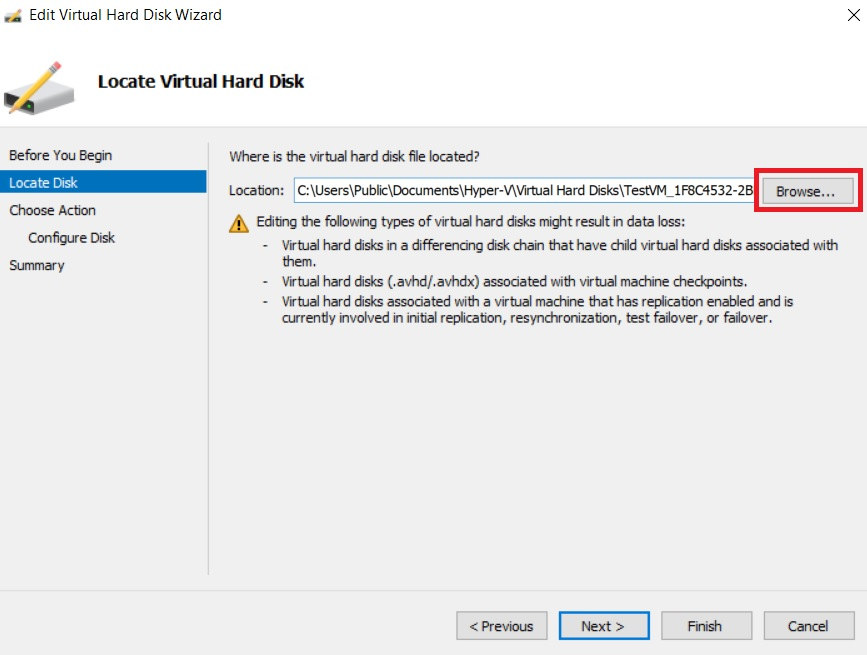 Edit Virtual Hard Disk Wizard
Locate Virtual Hard Disk
Before You Begin
Locate Disk
Choose Action
Configure Disk
Summary
Where is the virtual hard disk file located?
Location: C:\Users\Public\Documents\Hyper-V\Virtual Hard Disks\TestVM_1F8C4532-2B Browse...
Editing the following types of virtual hard disks might result in data loss:
- Virtual hard disks in a differencing disk chain that have child virtual hard disks associated with
them.
- Virtual hard disks (.avhd/.avhdx) associated with virtual machine checkpoints.
- Virtual hard disks associated with a virtual machine that has replication enabled and is
currently involved in initial replication, resynchronization, test failover, or failover.
< Previous Next > Finish Cancel